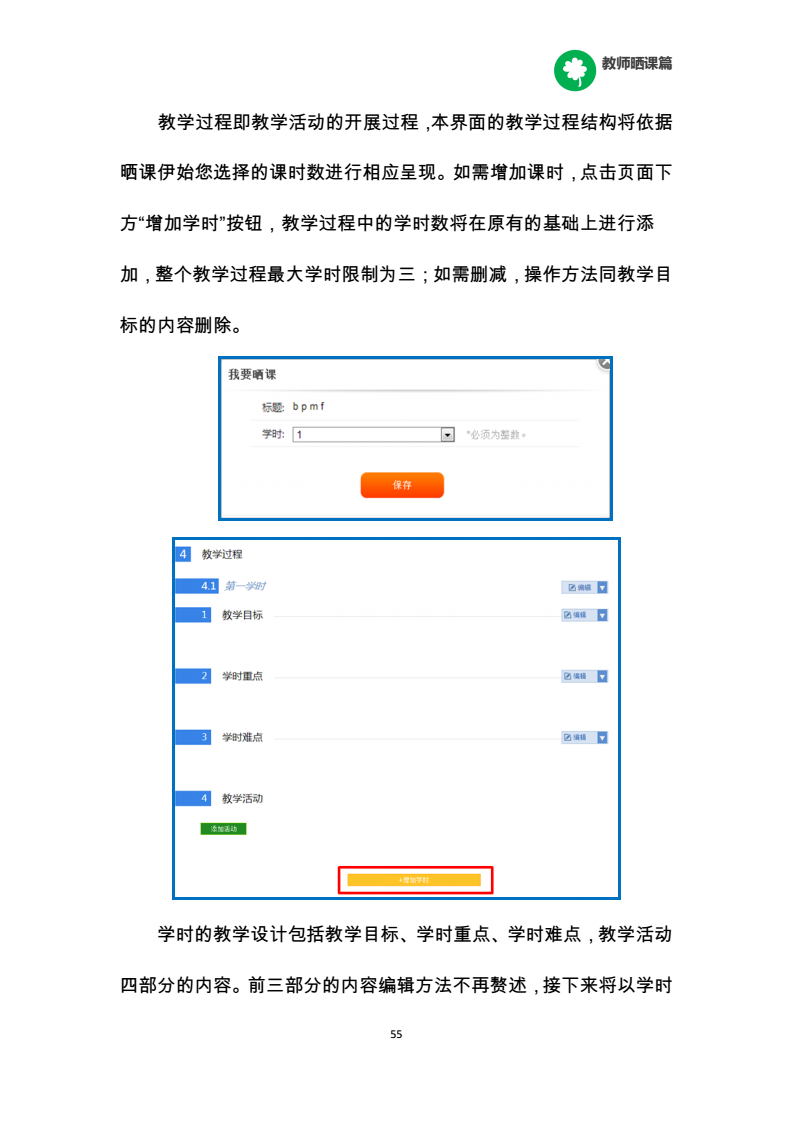 教师晒课篇
教学过程即教学活动的开展过程，本界面的教学过程结构将依据
晒课伊始您选择的课时数进行相应呈现。如需增加课时，点击页面下
方“增加学时”按钮，教学过程中的学时数将在原有的基础上进行添
加，整个教学过程最大学时限制为三；如需删减，操作方法同教学目
标的内容删除。
我要晒课
标题: b p m f
学时: 1 *必须为整数。
保存
4 教学过程
4.1 第一学时 编辑
1 教学目标 编辑
2 学时重点 编辑
3 学时难点 编辑
4 教学活动
添加活动
+增加学时
学时的教学设计包括教学目标、学时重点、学时难点，教学活动
四部分的内容。前三部分的内容编辑方法不再赘述，接下来将以学时
55